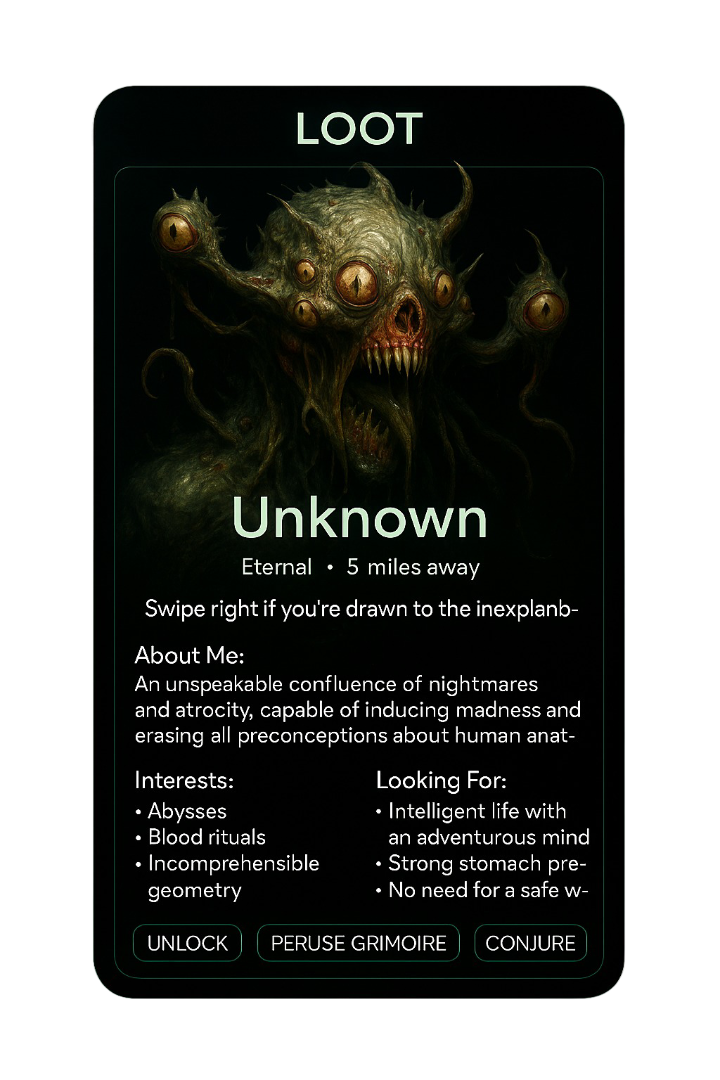 LOOT
Unknown
Eternal • 5 miles away
Swipe right if you're drawn to the inexplanb-
About Me:
An unspeakable confluence of nightmares
and atrocity, capable of inducing madness and
erasing all preconceptions about human anat-
Interests:
• Abysses
• Blood rituals
• Incomprehensible
geometry
Looking For:
• Intelligent life with
an adventurous mind
• Strong stomach pre-
• No need for a safe w-
UNLOCK
PERUSE GRIMOIRE
CONJURE